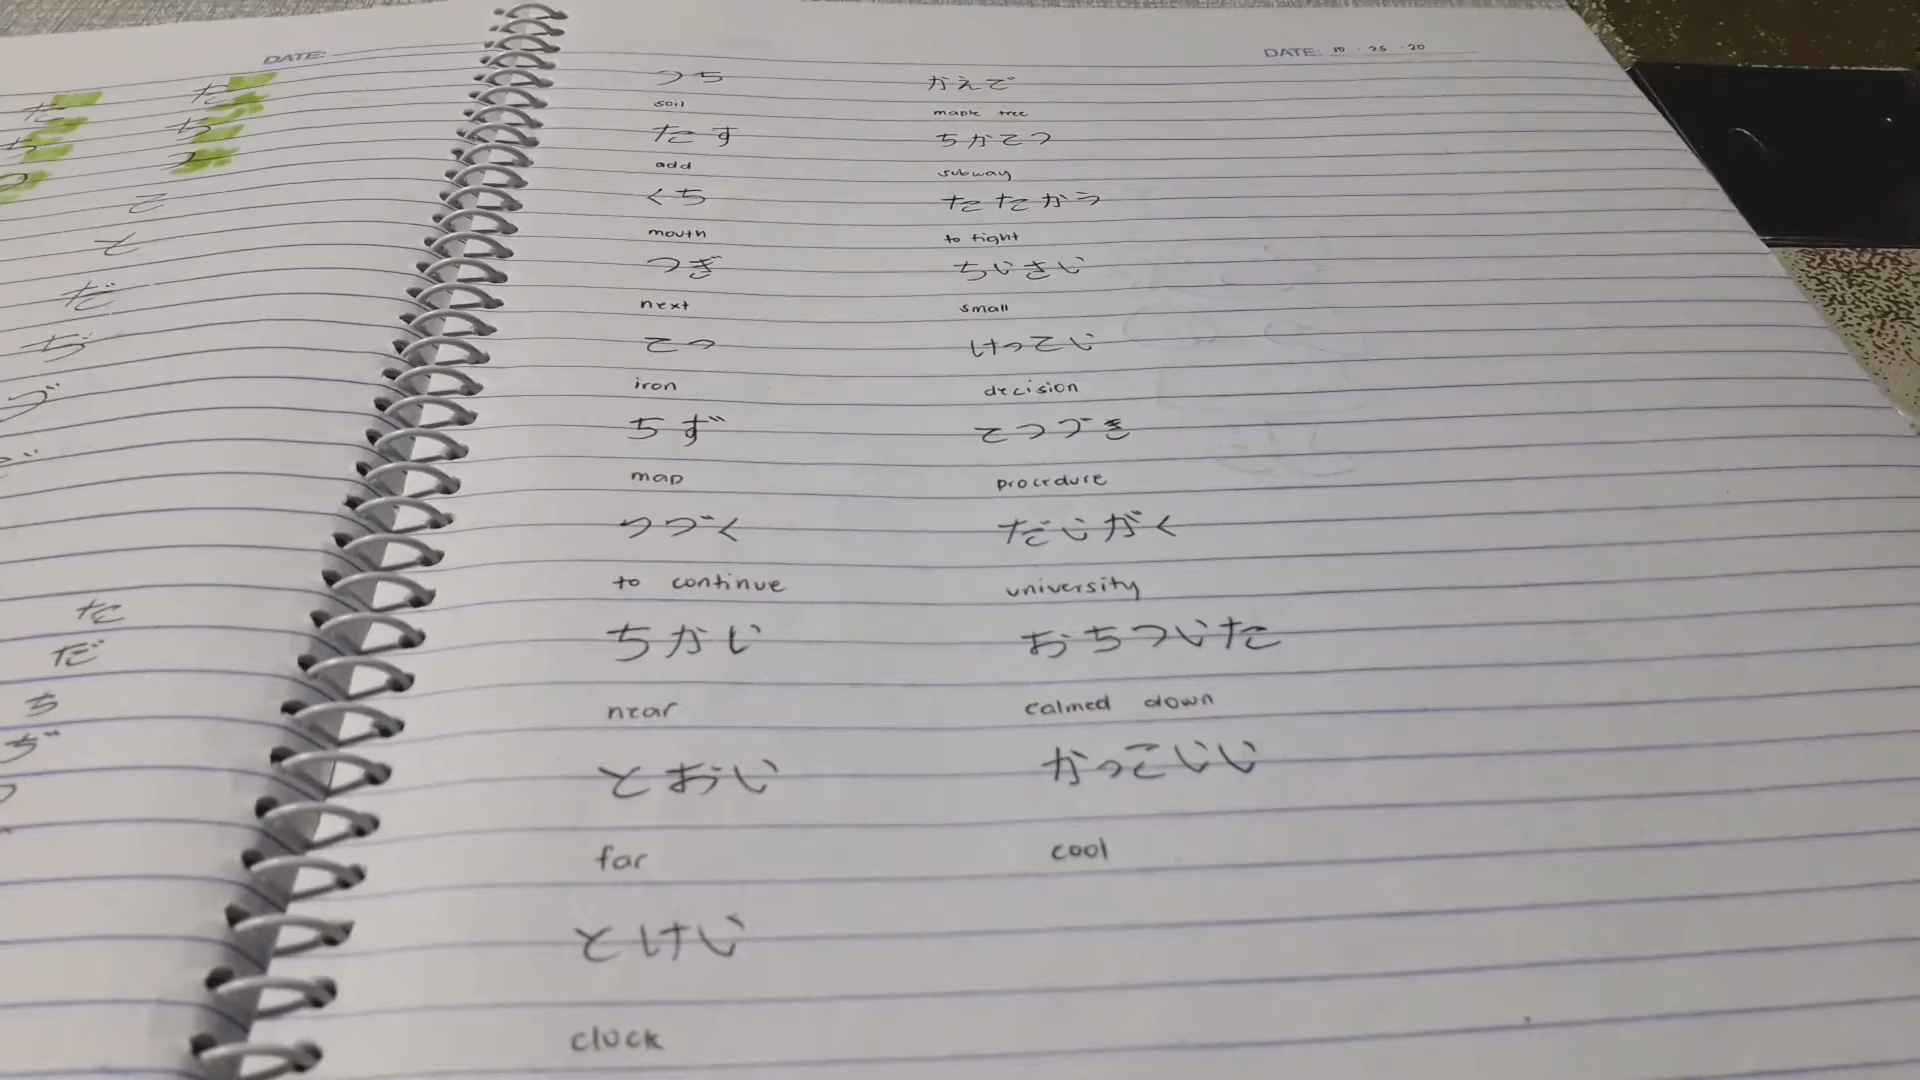 DATE:
た
た
ち
ち
つ
て
と
だ
ぢ
づ
た
だ
ち
ぢ
DATE: 10 . 25 . 20
つち
soil
たす
add
くち
mouth
つぎ
next
てつ
iron
ちず
map
つづく
to continue
ちかい
near
とおい
far
とけい
clock
かえで
maple tree
ちかてつ
subway
たたかう
to fight
ちいさい
small
けってい
decision
てつづき
procedure
だいがく
university
おちついた
calmed down
かっこいい
cool